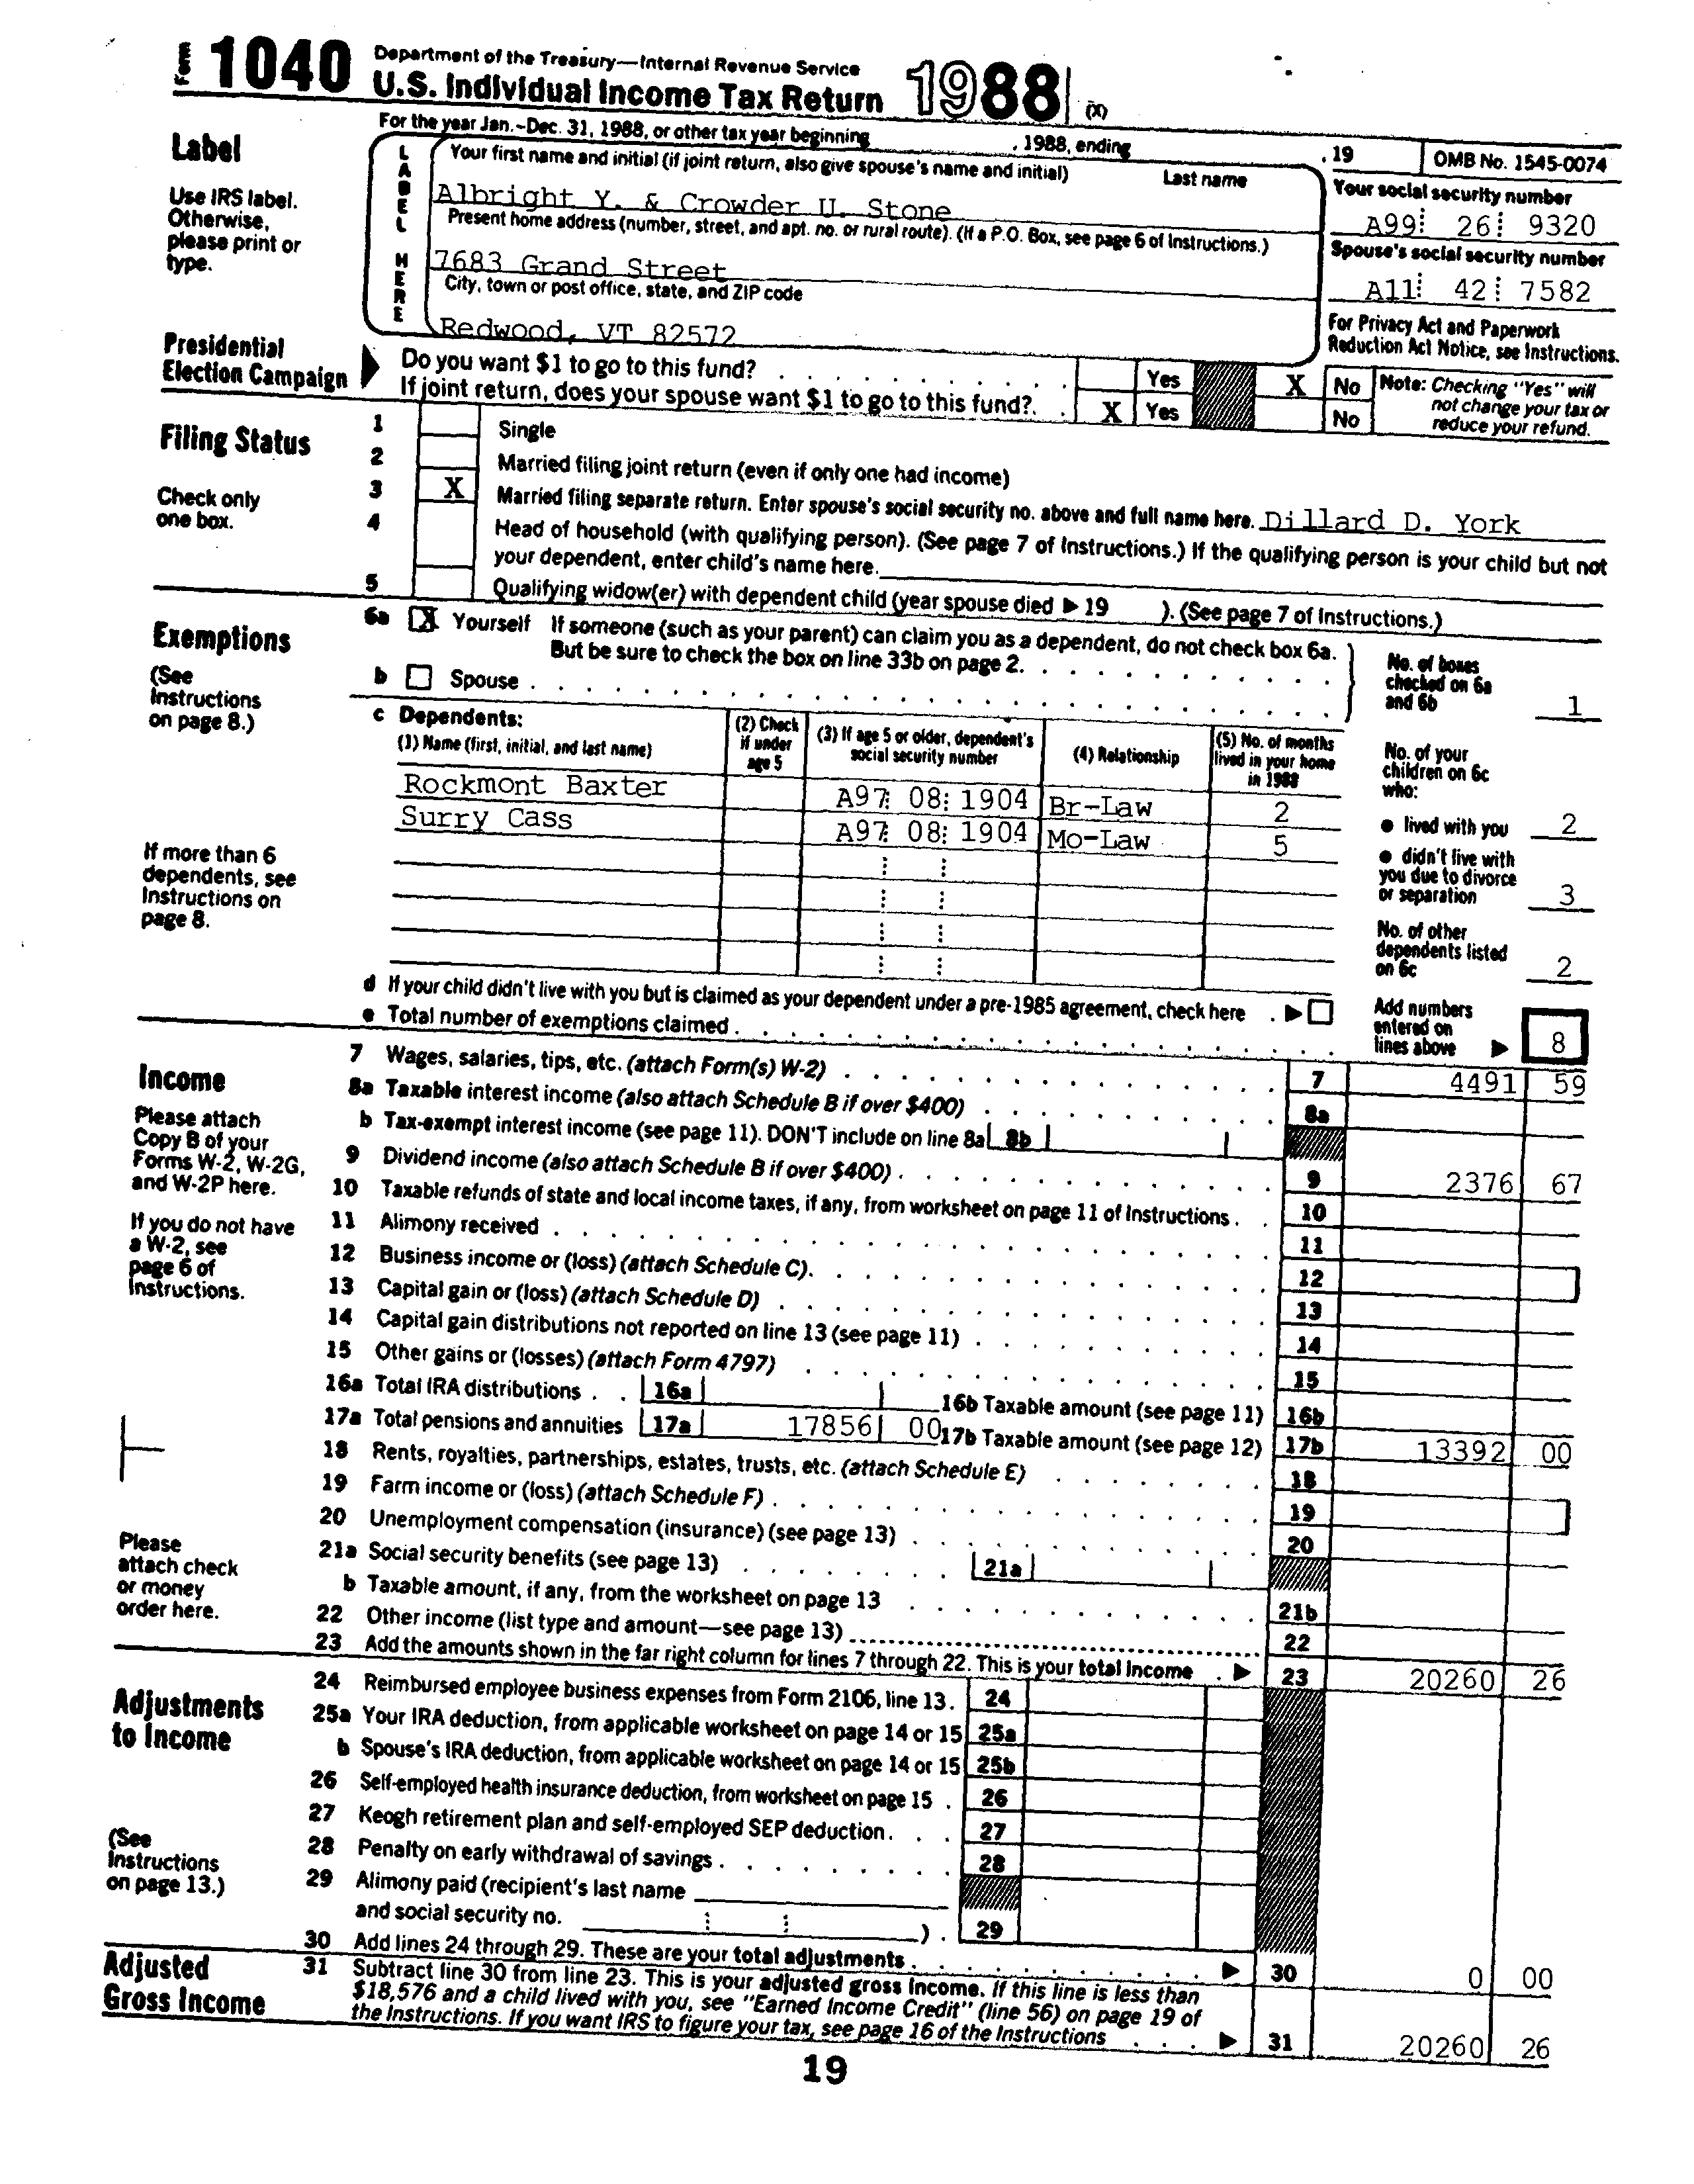 Form 1040 Department of the Treasury—Internal Revenue Service
U.S. Individual Income Tax Return 1988 (X)
For the year Jan.–Dec. 31, 1988, or other tax year beginning , 1988, ending , 19 OMB No. 1545-0074
Label
Use IRS label.
Otherwise,
please print or
type.
LABEL HERE
Your first name and initial (if joint return, also give spouse's name and initial) Last name
Albright Y. & Crowder U. Stone
Your social security number
A99 26 9320
Present home address (number, street, and apt. no. or rural route). (If a P.O. Box, see page 6 of Instructions.)
7683 Grand Street
Spouse's social security number
A11 42 7582
City, town or post office, state, and ZIP code
Redwood, VT 82572
For Privacy Act and Paperwork
Reduction Act Notice, see Instructions.
Presidential
Election Campaign
Do you want $1 to go to this fund? Yes X No
If joint return, does your spouse want $1 to go to this fund? X Yes No
Note: Checking "Yes" will
not change your tax or
reduce your refund.
Filing Status
Check only
one box.
1 Single
2 Married filing joint return (even if only one had income)
3 X Married filing separate return. Enter spouse's social security no. above and full name here. Dillard D. York
4 Head of household (with qualifying person). (See page 7 of Instructions.) If the qualifying person is your child but not
your dependent, enter child's name here.
5 Qualifying widow(er) with dependent child (year spouse died ▶ 19 ). (See page 7 of Instructions.)
Exemptions
(See
Instructions
on page 8.)
6a X Yourself If someone (such as your parent) can claim you as a dependent, do not check box 6a.
But be sure to check the box on line 33b on page 2.
b Spouse
No. of boxes
checked on 6a
and 6b 1
c Dependents:
(1) Name (first, initial, and last name)
(2) Check
if under
age 5
(3) If age 5 or older, dependent's
social security number
(4) Relationship
(5) No. of months
lived in your home
in 1988
Rockmont Baxter A97 08 1904 Br-Law 2
Surry Cass A97 08 1904 Mo-Law 5
If more than 6
dependents, see
Instructions on
page 8.
No. of your
children on 6c
who:
● lived with you 2
● didn't live with
you due to divorce
or separation 3
No. of other
dependents listed
on 6c 2
d If your child didn't live with you but is claimed as your dependent under a pre-1985 agreement, check here ▶
e Total number of exemptions claimed
Add numbers
entered on
lines above ▶ 8
Income
Please attach
Copy B of your
Forms W-2, W-2G,
and W-2P here.
If you do not have
a W-2, see
page 6 of
Instructions.
Please
attach check
or money
order here.
7 Wages, salaries, tips, etc. (attach Form(s) W-2) 7 4491 59
8a Taxable interest income (also attach Schedule B if over $400) 8a
b Tax-exempt interest income (see page 11). DON'T include on line 8a 8b
9 Dividend income (also attach Schedule B if over $400) 9 2376 67
10 Taxable refunds of state and local income taxes, if any, from worksheet on page 11 of Instructions 10
11 Alimony received 11
12 Business income or (loss) (attach Schedule C) 12
13 Capital gain or (loss) (attach Schedule D) 13
14 Capital gain distributions not reported on line 13 (see page 11) 14
15 Other gains or (losses) (attach Form 4797) 15
16a Total IRA distributions 16a 16b Taxable amount (see page 11) 16b
17a Total pensions and annuities 17a 17856 00 17b Taxable amount (see page 12) 17b 13392 00
18 Rents, royalties, partnerships, estates, trusts, etc. (attach Schedule E) 18
19 Farm income or (loss) (attach Schedule F) 19
20 Unemployment compensation (insurance) (see page 13) 20
21a Social security benefits (see page 13) 21a
b Taxable amount, if any, from the worksheet on page 13 21b
22 Other income (list type and amount—see page 13) 22
23 Add the amounts shown in the far right column for lines 7 through 22. This is your total income ▶ 23 20260 26
Adjustments
to Income
(See
Instructions
on page 13.)
24 Reimbursed employee business expenses from Form 2106, line 13. 24
25a Your IRA deduction, from applicable worksheet on page 14 or 15 25a
b Spouse's IRA deduction, from applicable worksheet on page 14 or 15 25b
26 Self-employed health insurance deduction, from worksheet on page 15 26
27 Keogh retirement plan and self-employed SEP deduction 27
28 Penalty on early withdrawal of savings 28
29 Alimony paid (recipient's last name
and social security no. ) 29
30 Add lines 24 through 29. These are your total adjustments ▶ 30 0 00
Adjusted
Gross Income
31 Subtract line 30 from line 23. This is your adjusted gross income. If this line is less than
$18,576 and a child lived with you, see "Earned Income Credit" (line 56) on page 19 of
the Instructions. If you want IRS to figure your tax, see page 16 of the Instructions ▶ 31 20260 26
19